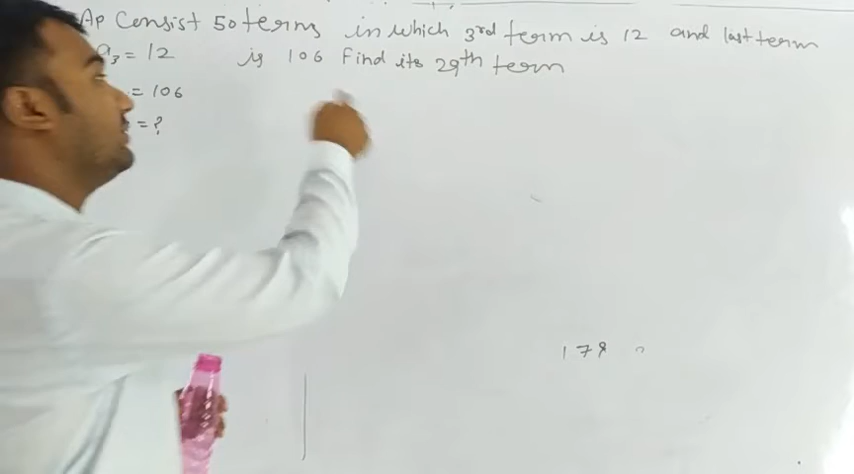 Ap Consist 50 terms in which 3rd term is 12 and last term
a3 = 12 is 106 Find its 29th term
= 106
= ?
178